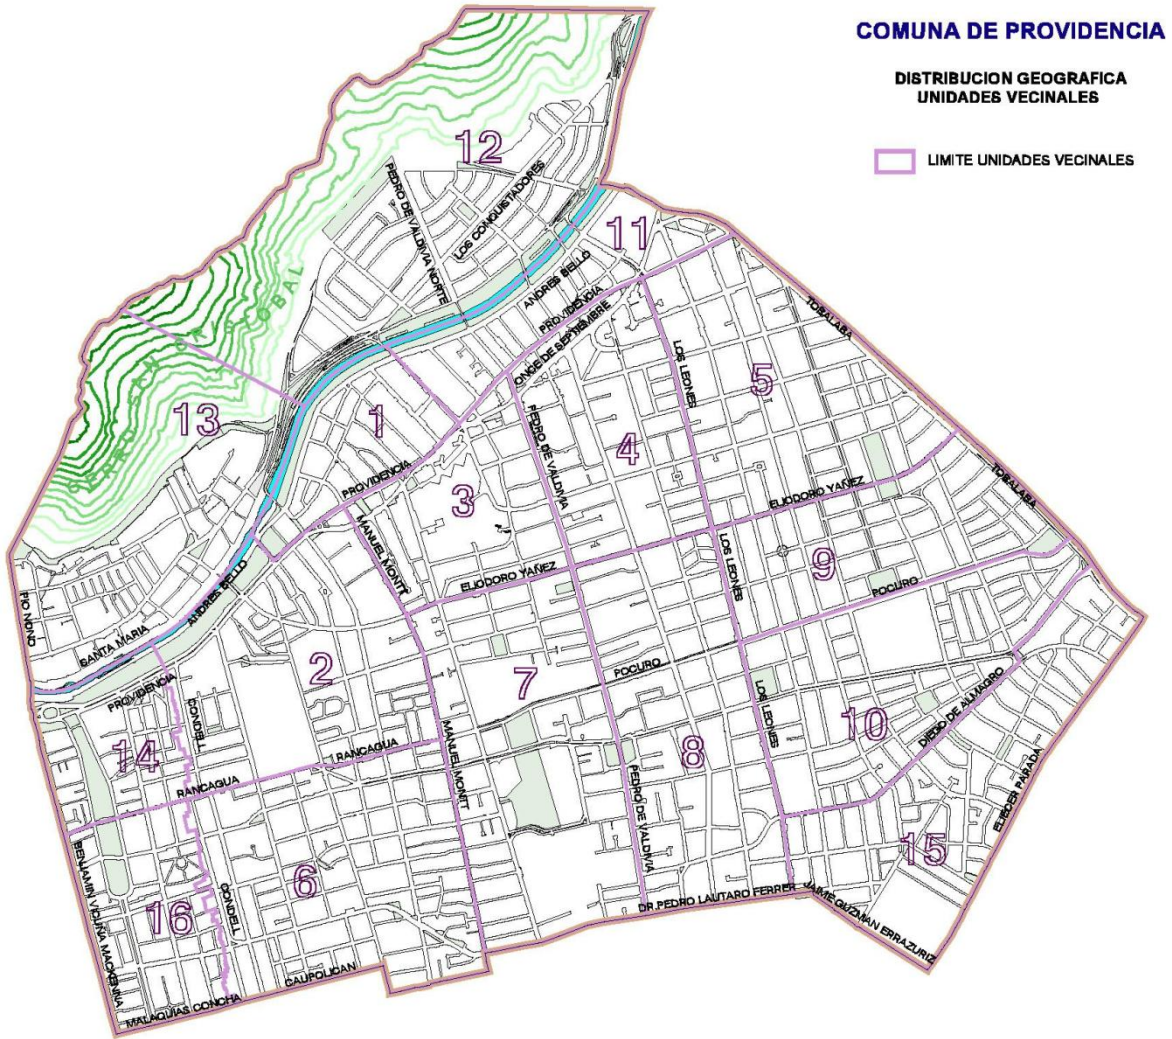 COMUNA DE PROVIDENCIA
DISTRIBUCION GEOGRAFICA
UNIDADES VECINALES
LIMITE UNIDADES VECINALES
12
PEDRO DE VALDIVIA NORTE
LOS CONQUISTADORES
11
ANDRES BELLO
PROVIDENCIA
ONCE DE SEPTIEMBRE
CERRO SAN CRISTOBAL
TOBALABA
LOS LEONES
5
13
1
PEDRO DE VALDIVIA
4
PROVIDENCIA
3
ELIODORO YAÑEZ
TOBALABA
MANUEL MONTT
ELIODORO YAÑEZ
LOS LEONES
9
POCURO
PIO NONO
ANDRES BELLO
SANTA MARIA
2
7
POCURO
PROVIDENCIA
CONDELL
LOS LEONES
10
DIEGO DE ALMAGRO
14
RANCAGUA
RANCAGUA
MANUEL MONTT
8
PEDRO DE VALDIVIA
ELIECER PARADA
15
BENJAMIN VICUÑA MACKENNA
16
6
CONDELL
DR.PEDRO LAUTARO FERRER
JAIME GUZMAN ERRAZURIZ
CAUPOLICAN
MALAQUIAS CONCHA